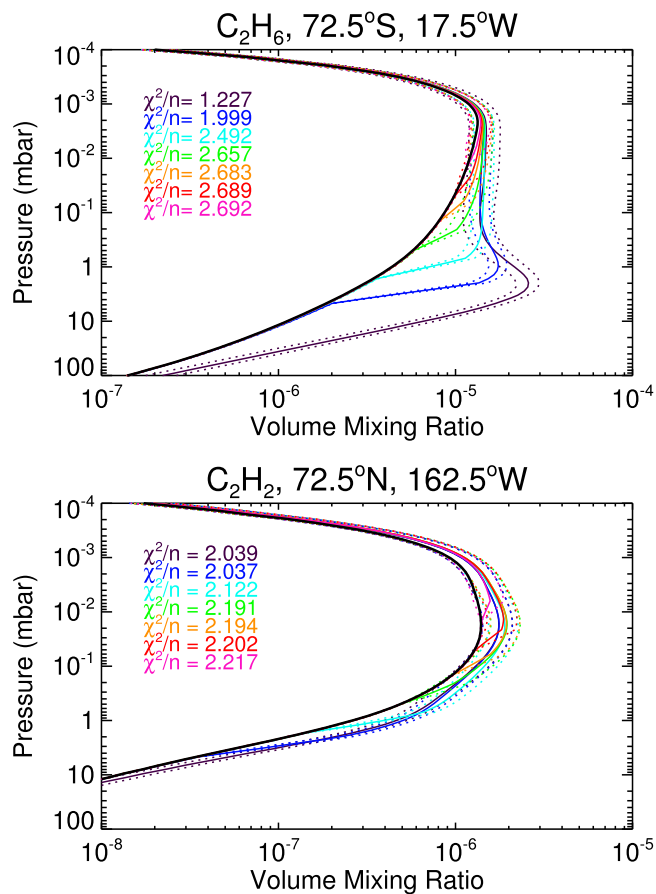 C₂H₆, 72.5°S, 17.5°W
10⁻⁴
10⁻³
10⁻²
10⁻¹
1
10
100
Pressure (mbar)
χ²/n= 1.227
χ²/n= 1.999
χ²/n= 2.492
χ²/n= 2.657
χ²/n= 2.683
χ²/n= 2.689
χ²/n= 2.692
10⁻⁷ 10⁻⁶ 10⁻⁵ 10⁻⁴
Volume Mixing Ratio
C₂H₂, 72.5°N, 162.5°W
10⁻⁴
10⁻³
10⁻²
10⁻¹
1
10
100
Pressure (mbar)
χ²/n = 2.039
χ²/n = 2.037
χ²/n = 2.122
χ²/n = 2.191
χ²/n = 2.194
χ²/n = 2.202
χ²/n = 2.217
10⁻⁸ 10⁻⁷ 10⁻⁶ 10⁻⁵
Volume Mixing Ratio